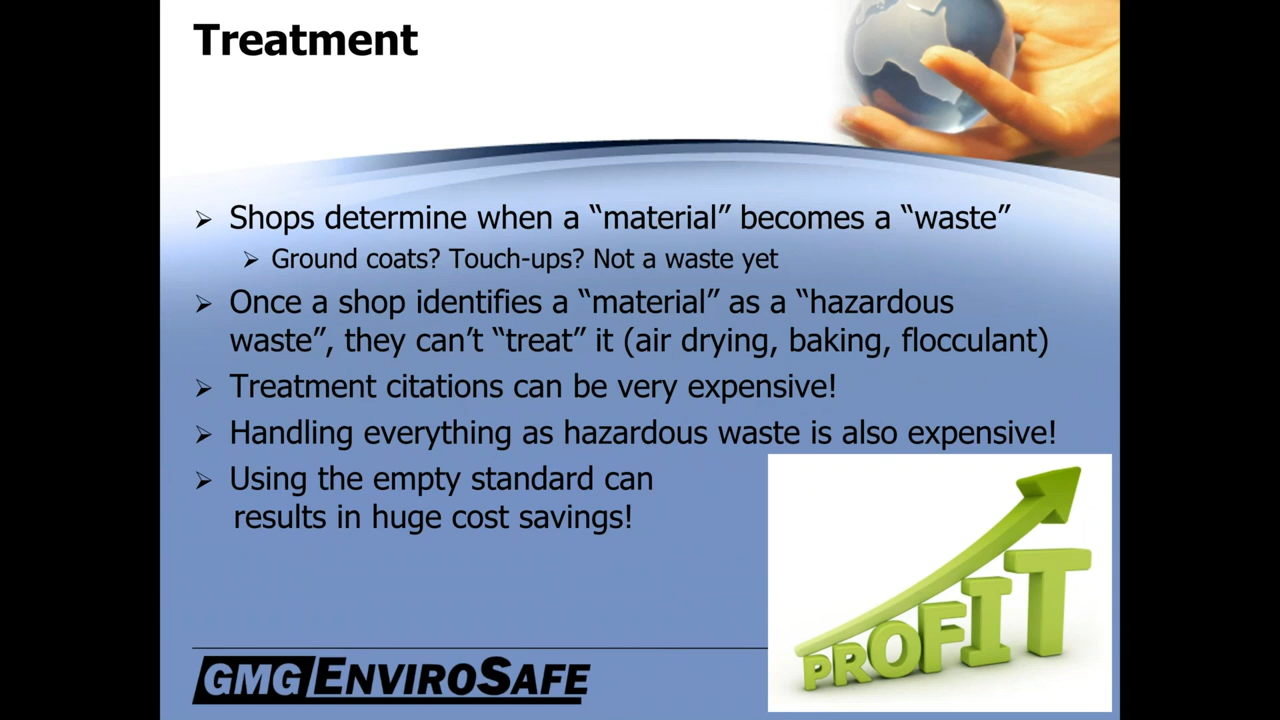 Treatment
Shops determine when a “material” becomes a “waste”
Ground coats? Touch-ups? Not a waste yet
Once a shop identifies a “material” as a “hazardous
waste”, they can’t “treat” it (air drying, baking, flocculant)
Treatment citations can be very expensive!
Handling everything as hazardous waste is also expensive!
Using the empty standard can
results in huge cost savings!
PROFIT
GMG ENVIROSAFE